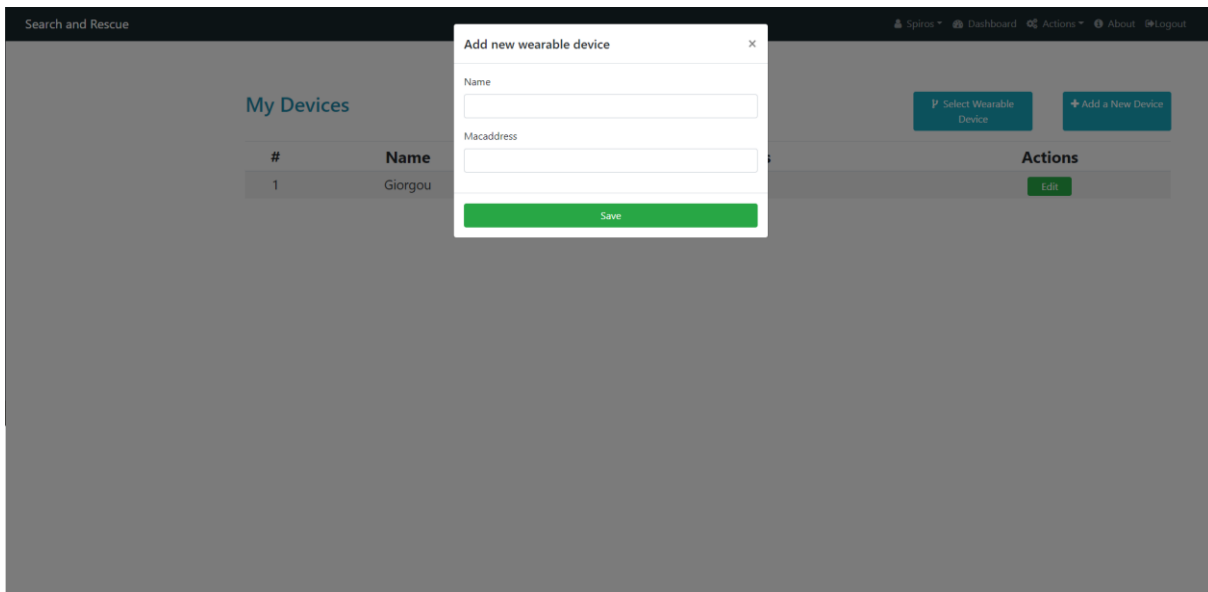 Search and Rescue
Spiros Dashboard Actions About Logout
Add new wearable device ×
Name
Macaddress
Save
My Devices
Select Wearable
Device
Add a New Device
# Name Actions
1 Giorgou Edit